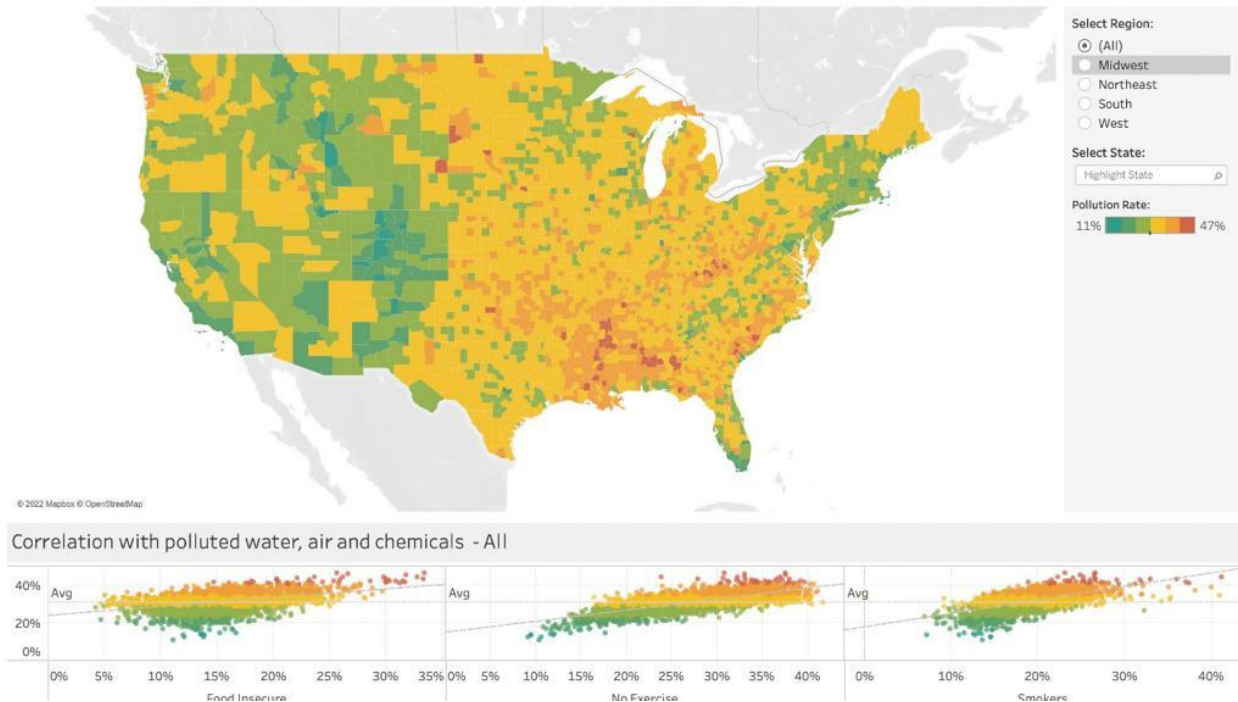 Select Region:
(All)
Midwest
Northeast
South
West
Select State:
Highlight State
Pollution Rate:
11% 47%
© 2022 Mapbox © OpenStreetMap
Correlation with polluted water, air and chemicals - All
40%
20%
0%
Avg
Avg
Avg
0% 5% 10% 15% 20% 25% 30% 35%
0% 5% 10% 15% 20% 25% 30% 35% 40%
0% 10% 20% 30% 40%
Food Insecure
No Exercise
Smokers